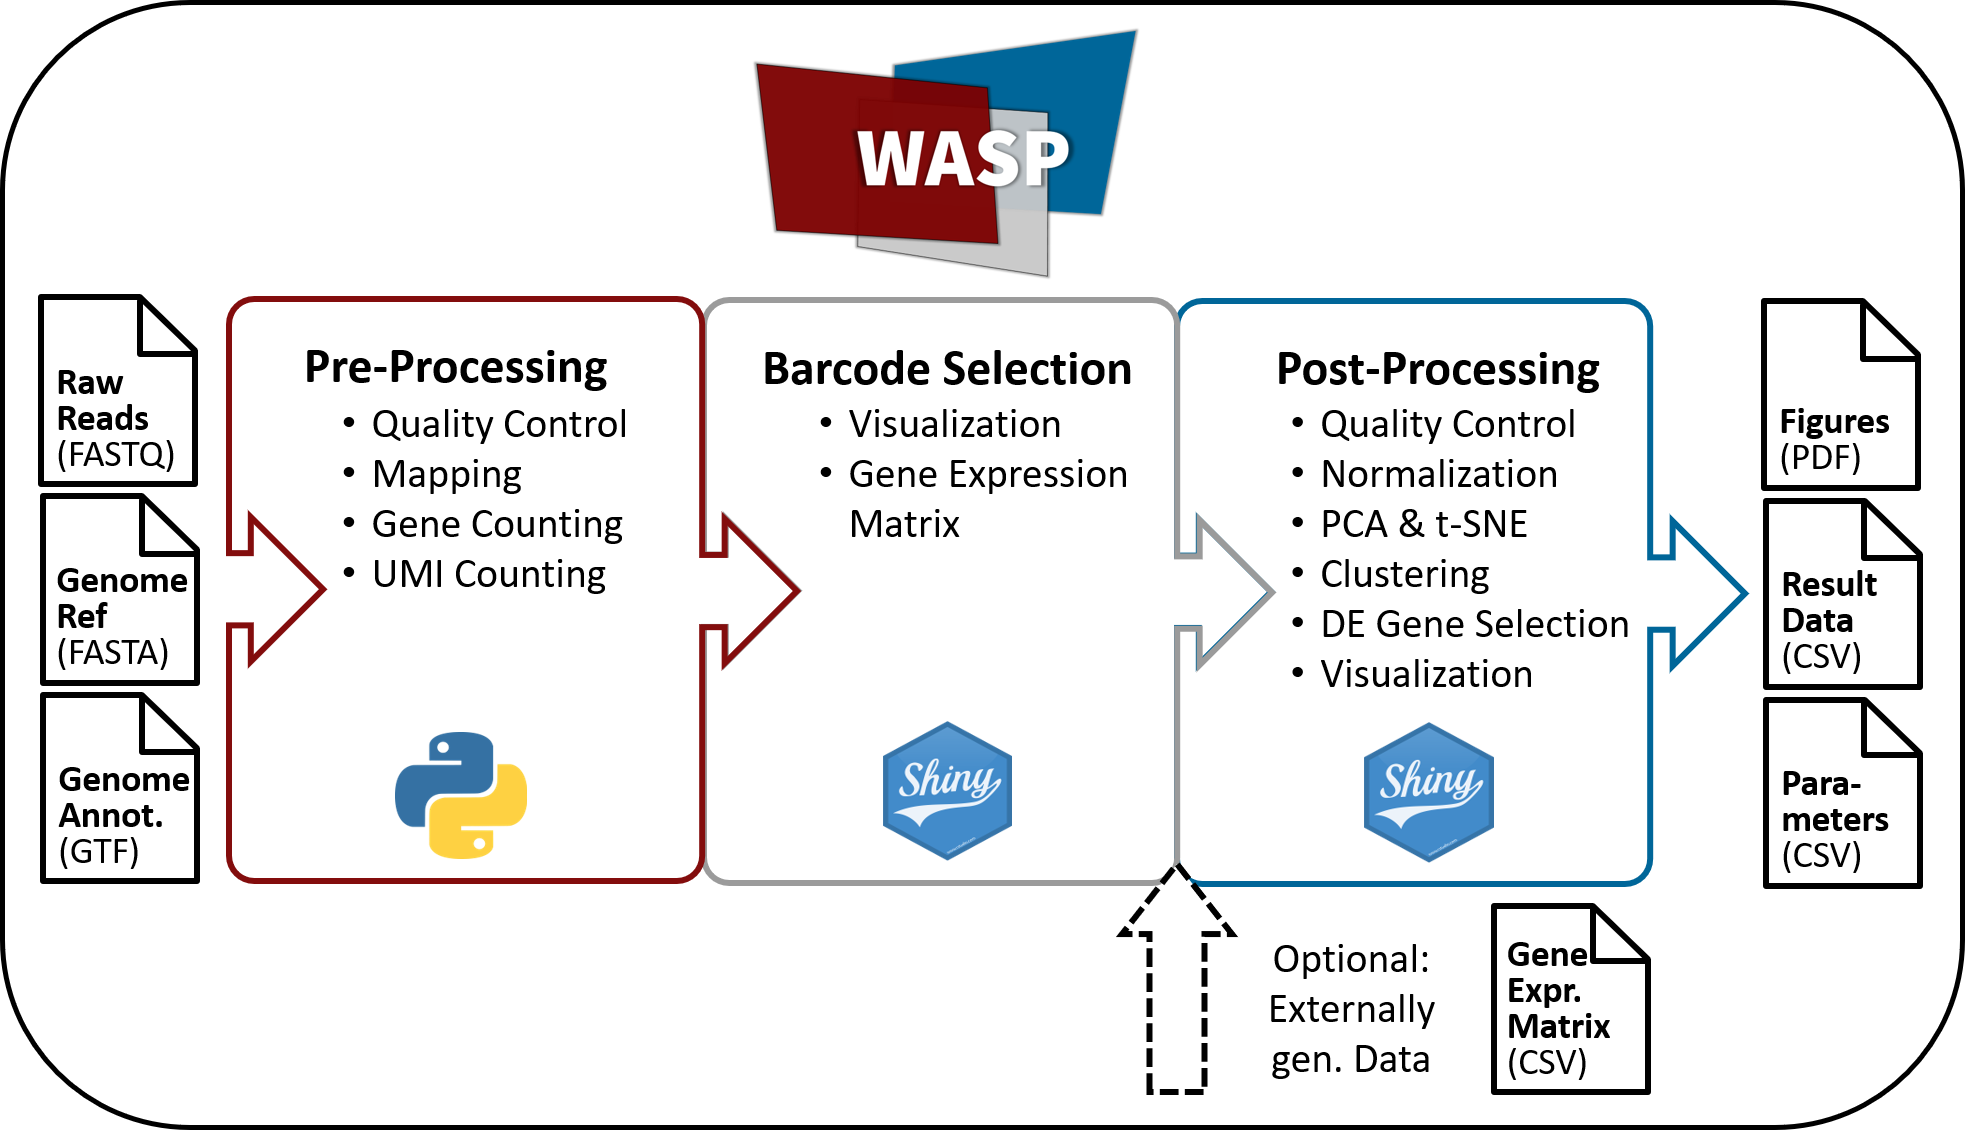 WASP
Raw
Reads
(FASTQ)
Genome
Ref
(FASTA)
Genome
Annot.
(GTF)
Pre-Processing
• Quality Control
• Mapping
• Gene Counting
• UMI Counting
Barcode Selection
• Visualization
• Gene Expression
Matrix
Shiny
Post-Processing
• Quality Control
• Normalization
• PCA & t-SNE
• Clustering
• DE Gene Selection
• Visualization
Shiny
Figures
(PDF)
Result
Data
(CSV)
Para-
meters
(CSV)
Optional:
Externally
gen. Data
Gene
Expr.
Matrix
(CSV)